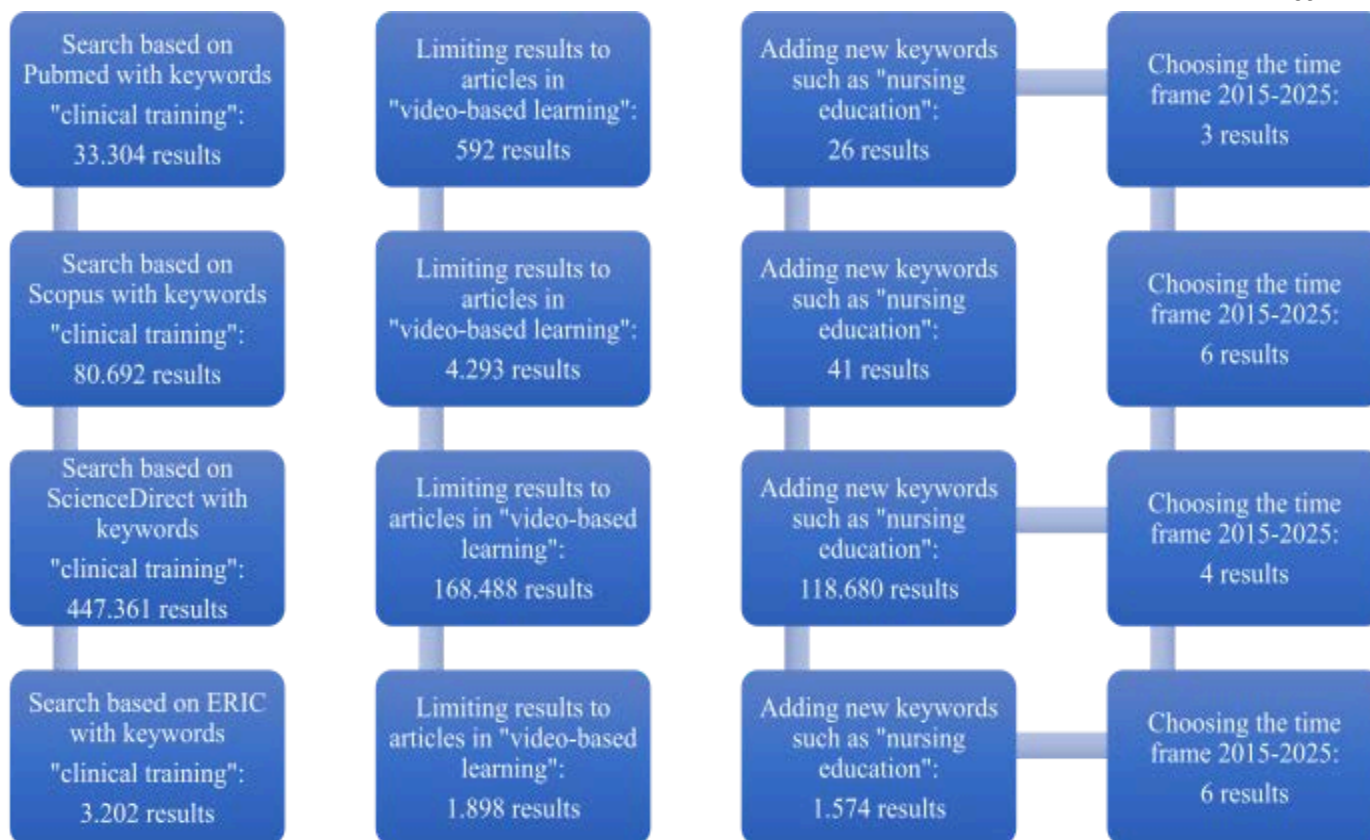 Search based on
Pubmed with keywords
"clinical training":
33.304 results
Limiting results to
articles in
"video-based learning":
592 results
Adding new keywords
such as "nursing
education":
26 results
Choosing the time
frame 2015-2025:
3 results
Search based on
Scopus with keywords
"clinical training":
80.692 results
Limiting results to
articles in
"video-based learning":
4.293 results
Adding new keywords
such as "nursing
education":
41 results
Choosing the time
frame 2015-2025:
6 results
Search based on
ScienceDirect with
keywords
"clinical training":
447.361 results
Limiting results to
articles in "video-based
learning":
168.488 results
Adding new keywords
such as "nursing
education":
118.680 results
Choosing the time
frame 2015-2025:
4 results
Search based on ERIC
with keywords
"clinical training":
3.202 results
Limiting results to
articles in "video-based
learning":
1.898 results
Adding new keywords
such as "nursing
education":
1.574 results
Choosing the time
frame 2015-2025:
6 results